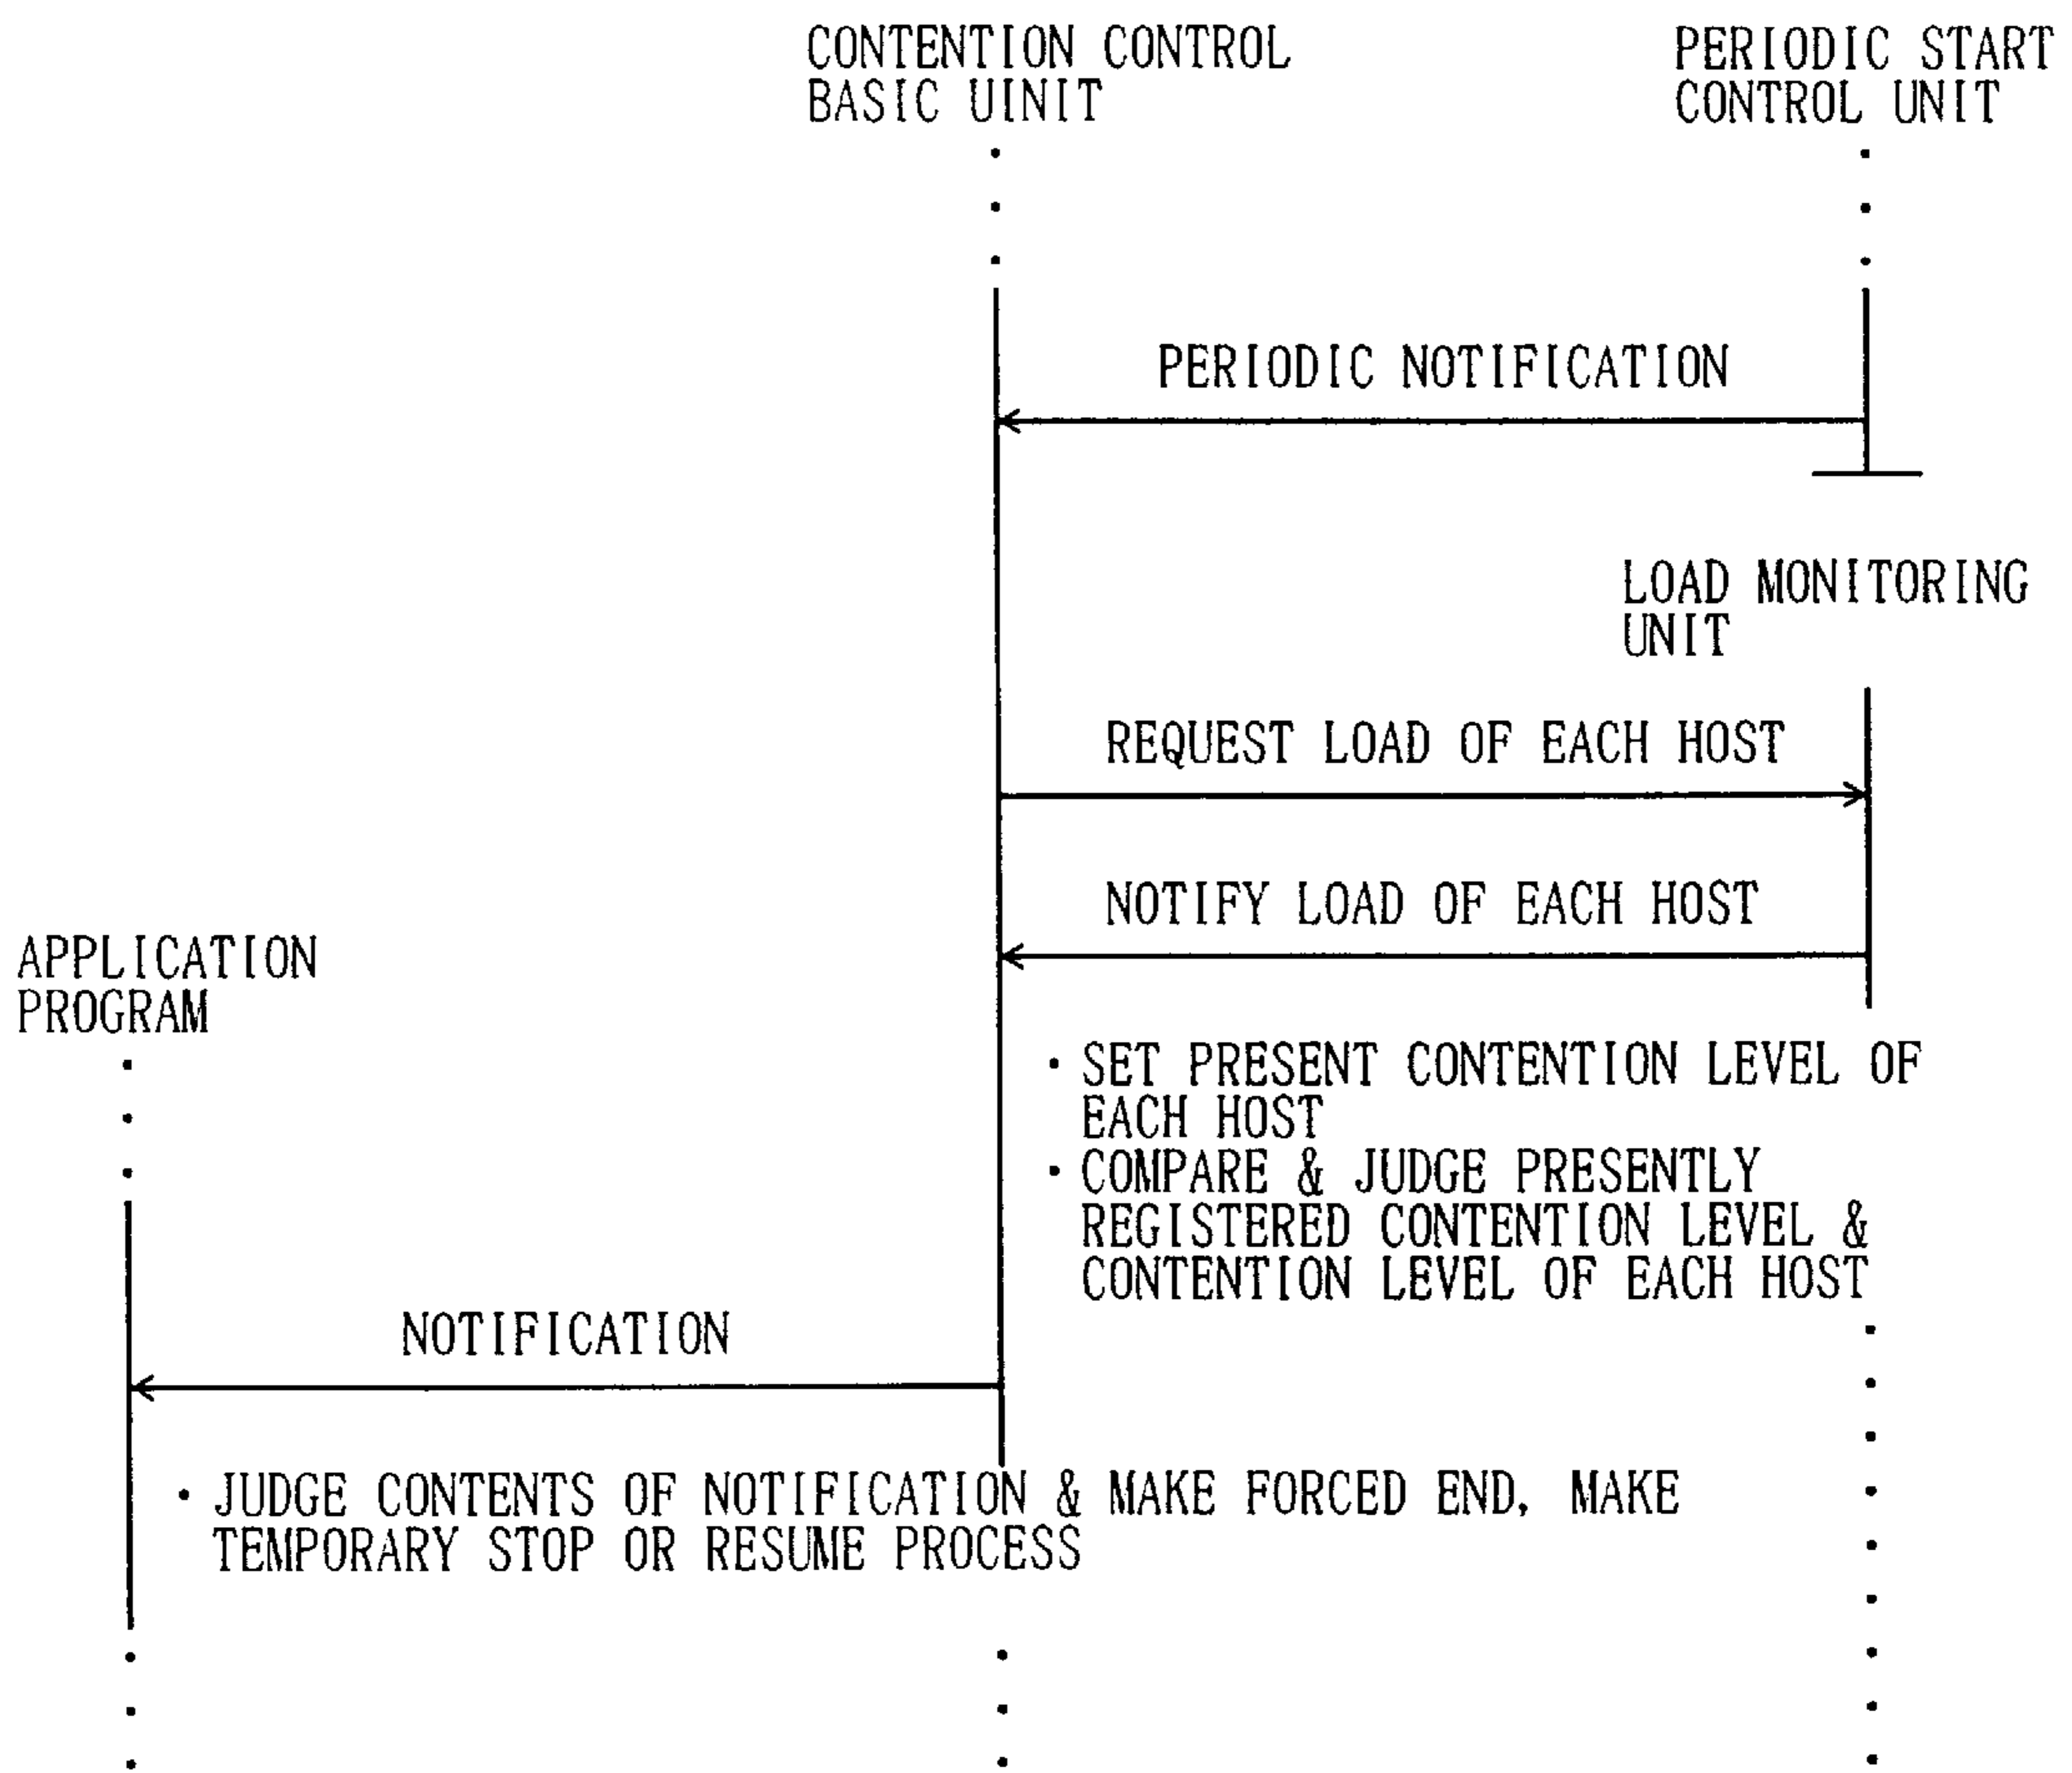 CONTENTION CONTROL
BASIC UINIT
PERIODIC START
CONTROL UNIT
PERIODIC NOTIFICATION
LOAD MONITORING
UNIT
REQUEST LOAD OF EACH HOST
NOTIFY LOAD OF EACH HOST
APPLICATION
PROGRAM
・SET PRESENT CONTENTION LEVEL OF
EACH HOST
・COMPARE & JUDGE PRESENTLY
REGISTERED CONTENTION LEVEL &
CONTENTION LEVEL OF EACH HOST
NOTIFICATION
・JUDGE CONTENTS OF NOTIFICATION & MAKE FORCED END, MAKE
TEMPORARY STOP OR RESUME PROCESS